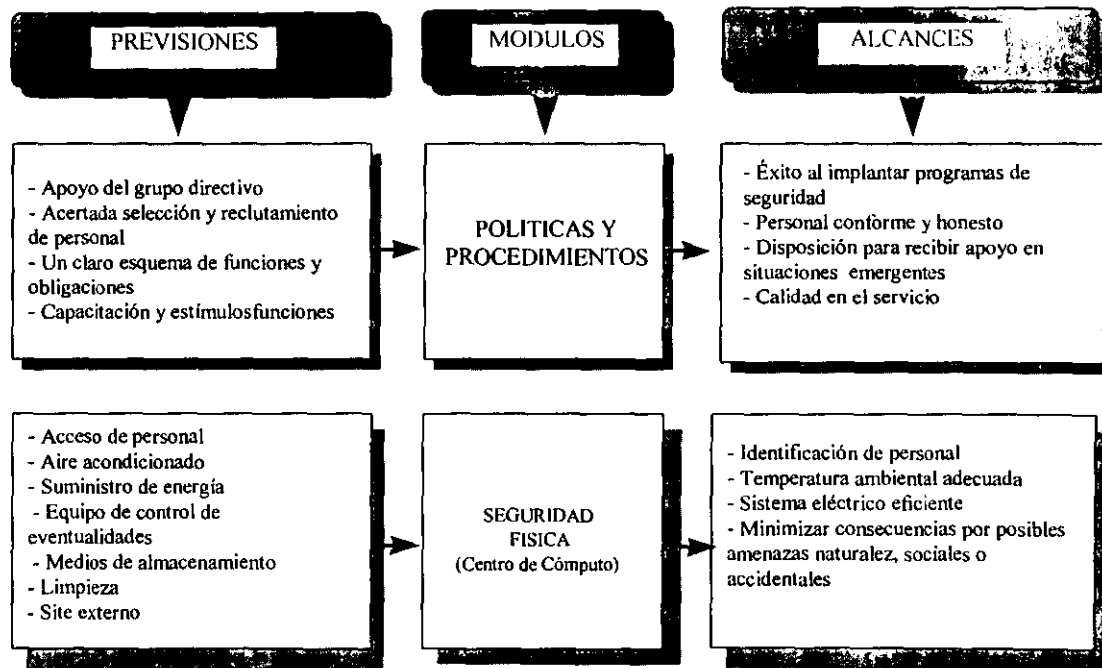 PREVISIONES
MODULOS
ALCANCES
- Apoyo del grupo directivo
- Acertada selección y reclutamiento
de personal
- Un claro esquema de funciones y
obligaciones
- Capacitación y estímulosfunciones
POLITICAS Y
PROCEDIMIENTOS
- Éxito al implantar programas de
seguridad
- Personal conforme y honesto
- Disposición para recibir apoyo en
situaciones emergentes
- Calidad en el servicio
- Acceso de personal
- Aire acondicionado
- Suministro de energía
- Equipo de control de
eventualidades
- Medios de almacenamiento
- Limpieza
- Site externo
SEGURIDAD
FISICA
(Centro de Cómputo)
- Identificación de personal
- Temperatura ambiental adecuada
- Sistema eléctrico eficiente
- Minimizar consecuencias por posibles
amenazas naturalez, sociales o
accidentales